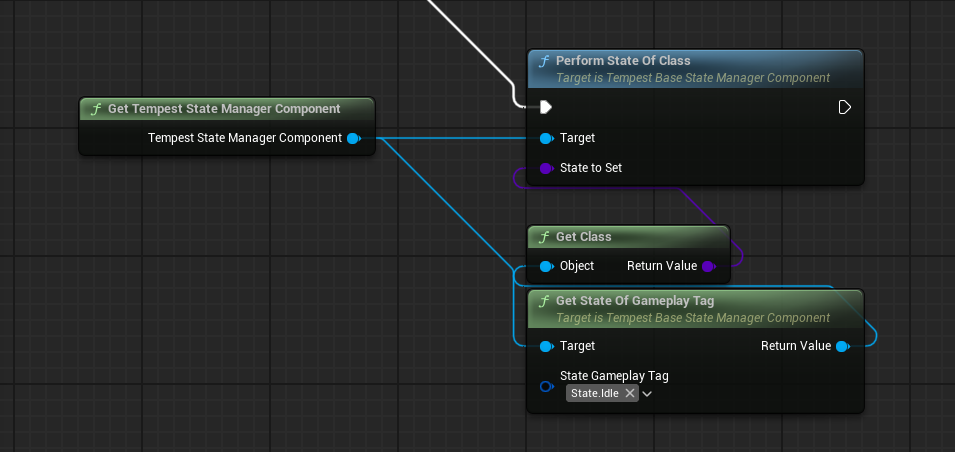 f Perform State Of Class
Target is Tempest Base State Manager Component
f Get Tempest State Manager Component
Tempest State Manager Component
Target
State to Set
f Get Class
Object Return Value
f Get State Of Gameplay Tag
Target is Tempest Base State Manager Component
Target Return Value
State Gameplay Tag
State.Idle